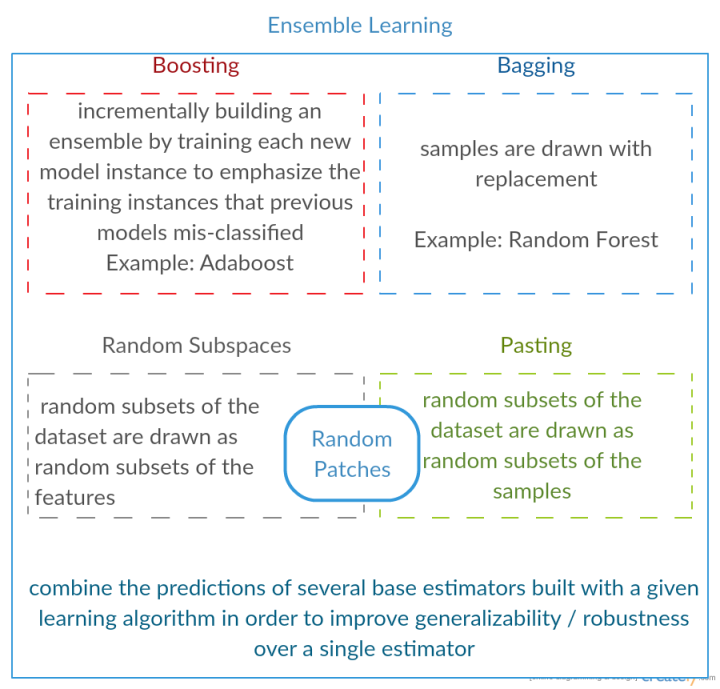 Ensemble Learning
Boosting
Bagging
incrementally building an
ensemble by training each new
model instance to emphasize the
training instances that previous
models mis-classified
Example: Adaboost
samples are drawn with
replacement
Example: Random Forest
Random Subspaces
Pasting
random subsets of the
dataset are drawn as
random subsets of the
features
Random
Patches
random subsets of the
dataset are drawn as
random subsets of the
samples
combine the predictions of several base estimators built with a given
learning algorithm in order to improve generalizability / robustness
over a single estimator